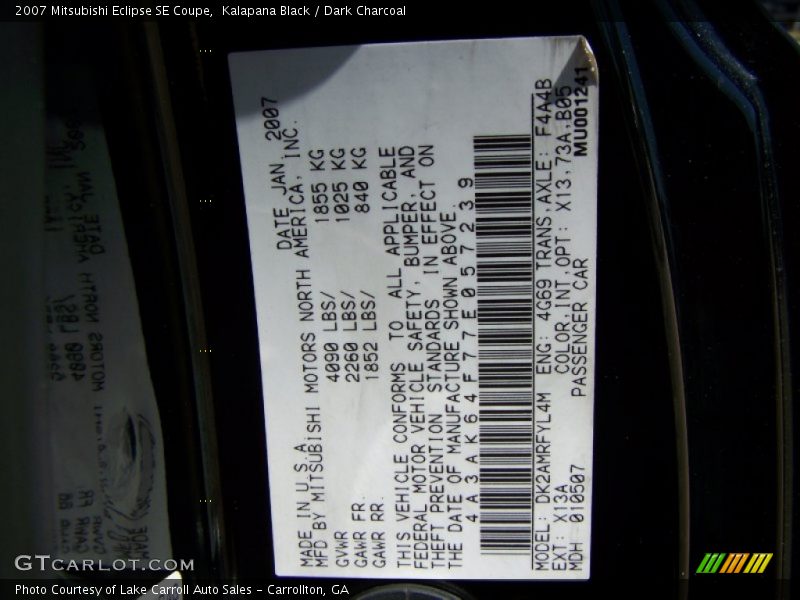 2007 Mitsubishi Eclipse SE Coupe,  Kalapana Black / Dark Charcoal
MADE IN U.S.A DATE JAN 2007
MFD BY MITSUBISHI MOTORS NORTH AMERICA, INC.
GVWR 4090 LBS/ 1855 KG
GAWR FR. 2260 LBS/ 1025 KG
GAWR RR. 1852 LBS/ 840 KG
THIS VEHICLE CONFORMS TO ALL APPLICABLE
FEDERAL MOTOR VEHICLE SAFETY, BUMPER, AND
THEFT PREVENTION STANDARDS IN EFFECT ON
THE DATE OF MANUFACTURE SHOWN ABOVE.
4A3AK64F77E057239
MODEL: DK2AMRFYL4M ENG: 4G69 TRANS,AXLE: F4A4B
EXT: X13A COLOR,INT,OPT: X13,73A,B05
MDH 010507 PASSENGER CAR MU001241
GTCARLOT.COM
Photo Courtesy of Lake Carroll Auto Sales - Carrollton, GA